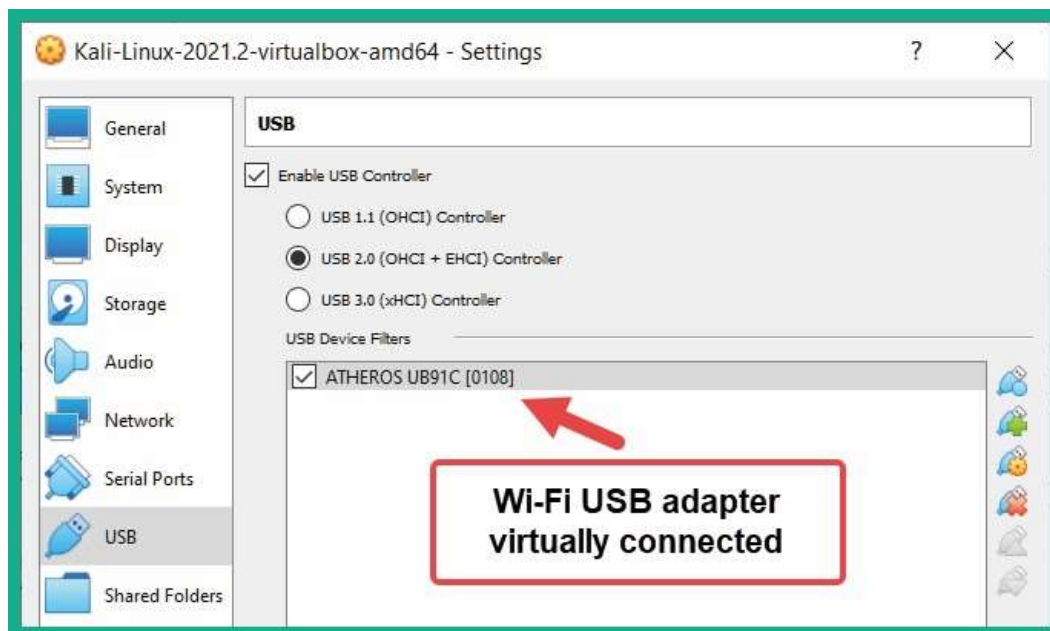 Kali-Linux-2021.2-virtualbox-amd64 - Settings
?
General
System
Display
Storage
Audio
Network
Serial Ports
USB
Shared Folders
USB
Enable USB Controller
USB 1.1 (OHCI) Controller
USB 2.0 (OHCI + EHCI) Controller
USB 3.0 (xHCI) Controller
USB Device Filters
ATHEROS UB91C [0108]
Wi-Fi USB adapter
virtually connected